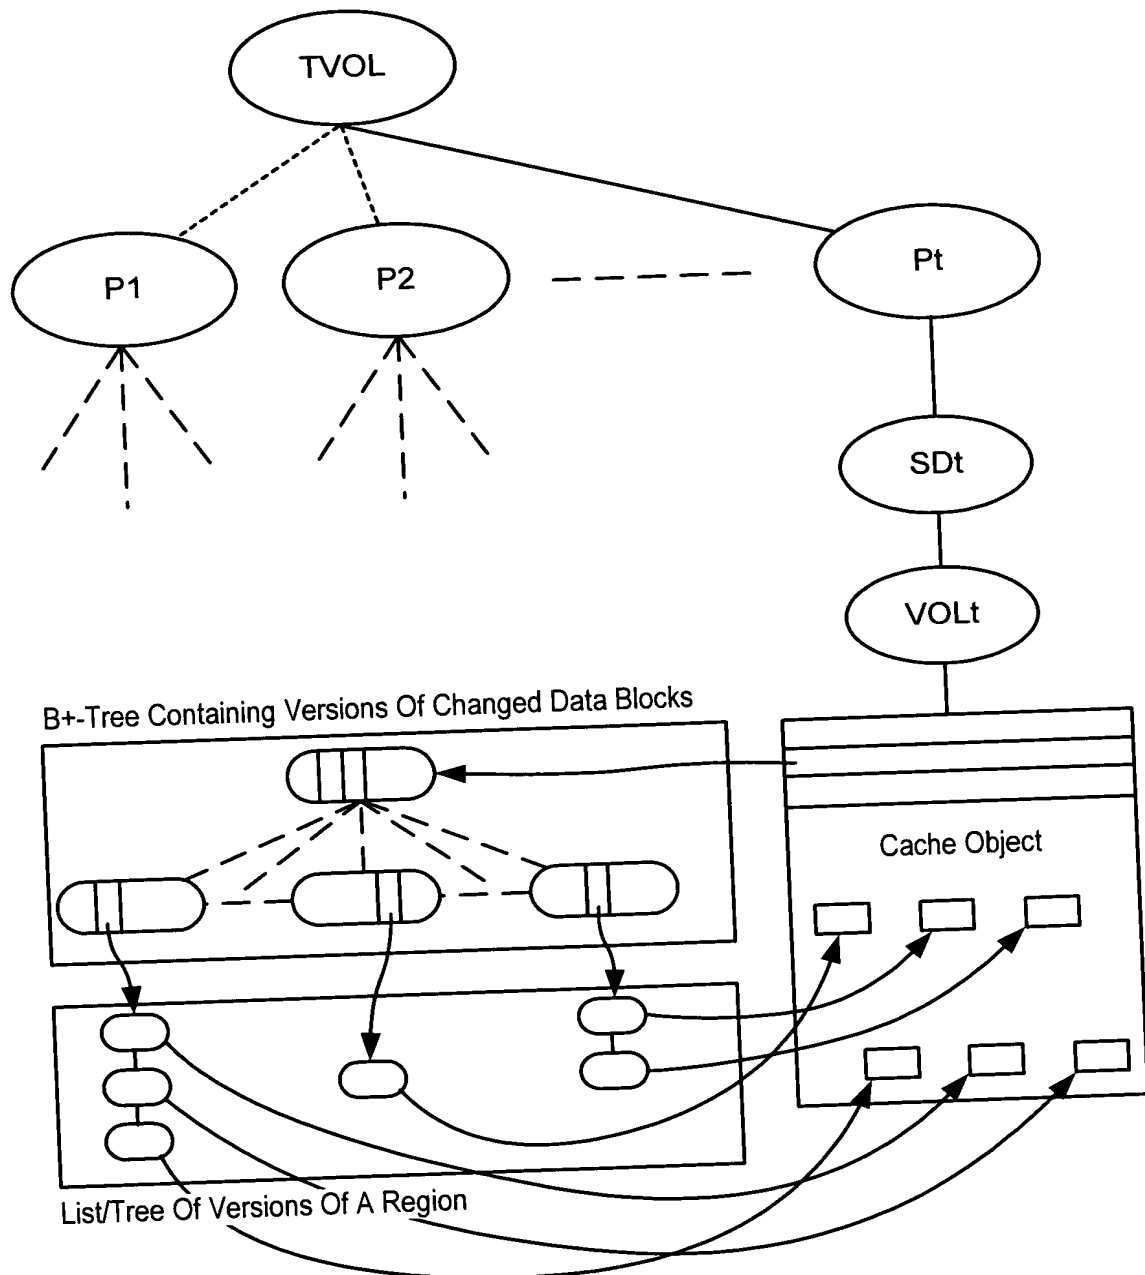 TVOL
P1
P2
Pt
SDt
VOLt
B+-Tree Containing Versions Of Changed Data Blocks
Cache Object
List/Tree Of Versions Of A Region